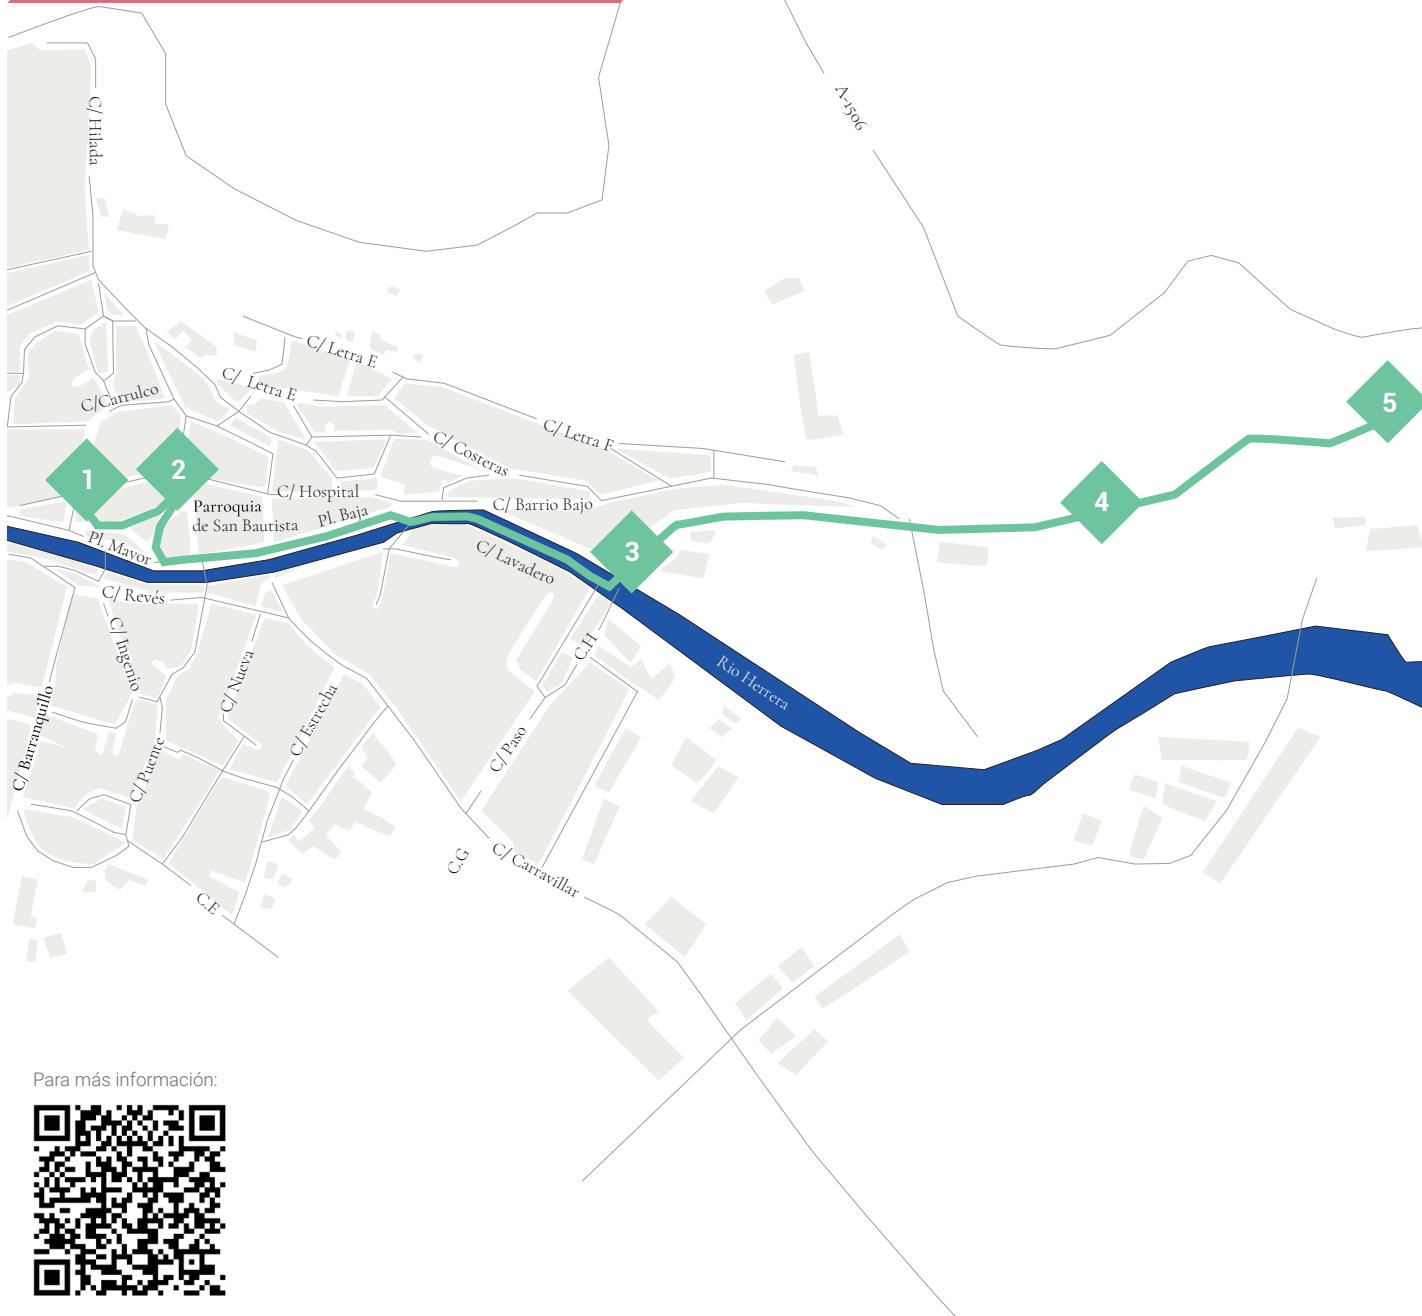 A-1506
C/ Hilada
C/ Letra E
C/ Letra E
C/Carrulco
C/ Letra F
C/ Costeras
5
1
2
4
C/ Hospital
Parroquia
de San Bautista
Pl. Baja
C/ Barrio Bajo
3
Pl. Mayor
C/ Lavadero
C/ Revés
C/ Ingenio
C.H
C/ Nueva
Rio Herrera
C/ Barranquillo
C/ Puente
C/ Estrecha
C/ Paso
C.G
C/ Carravillar
C.E
Para más información: